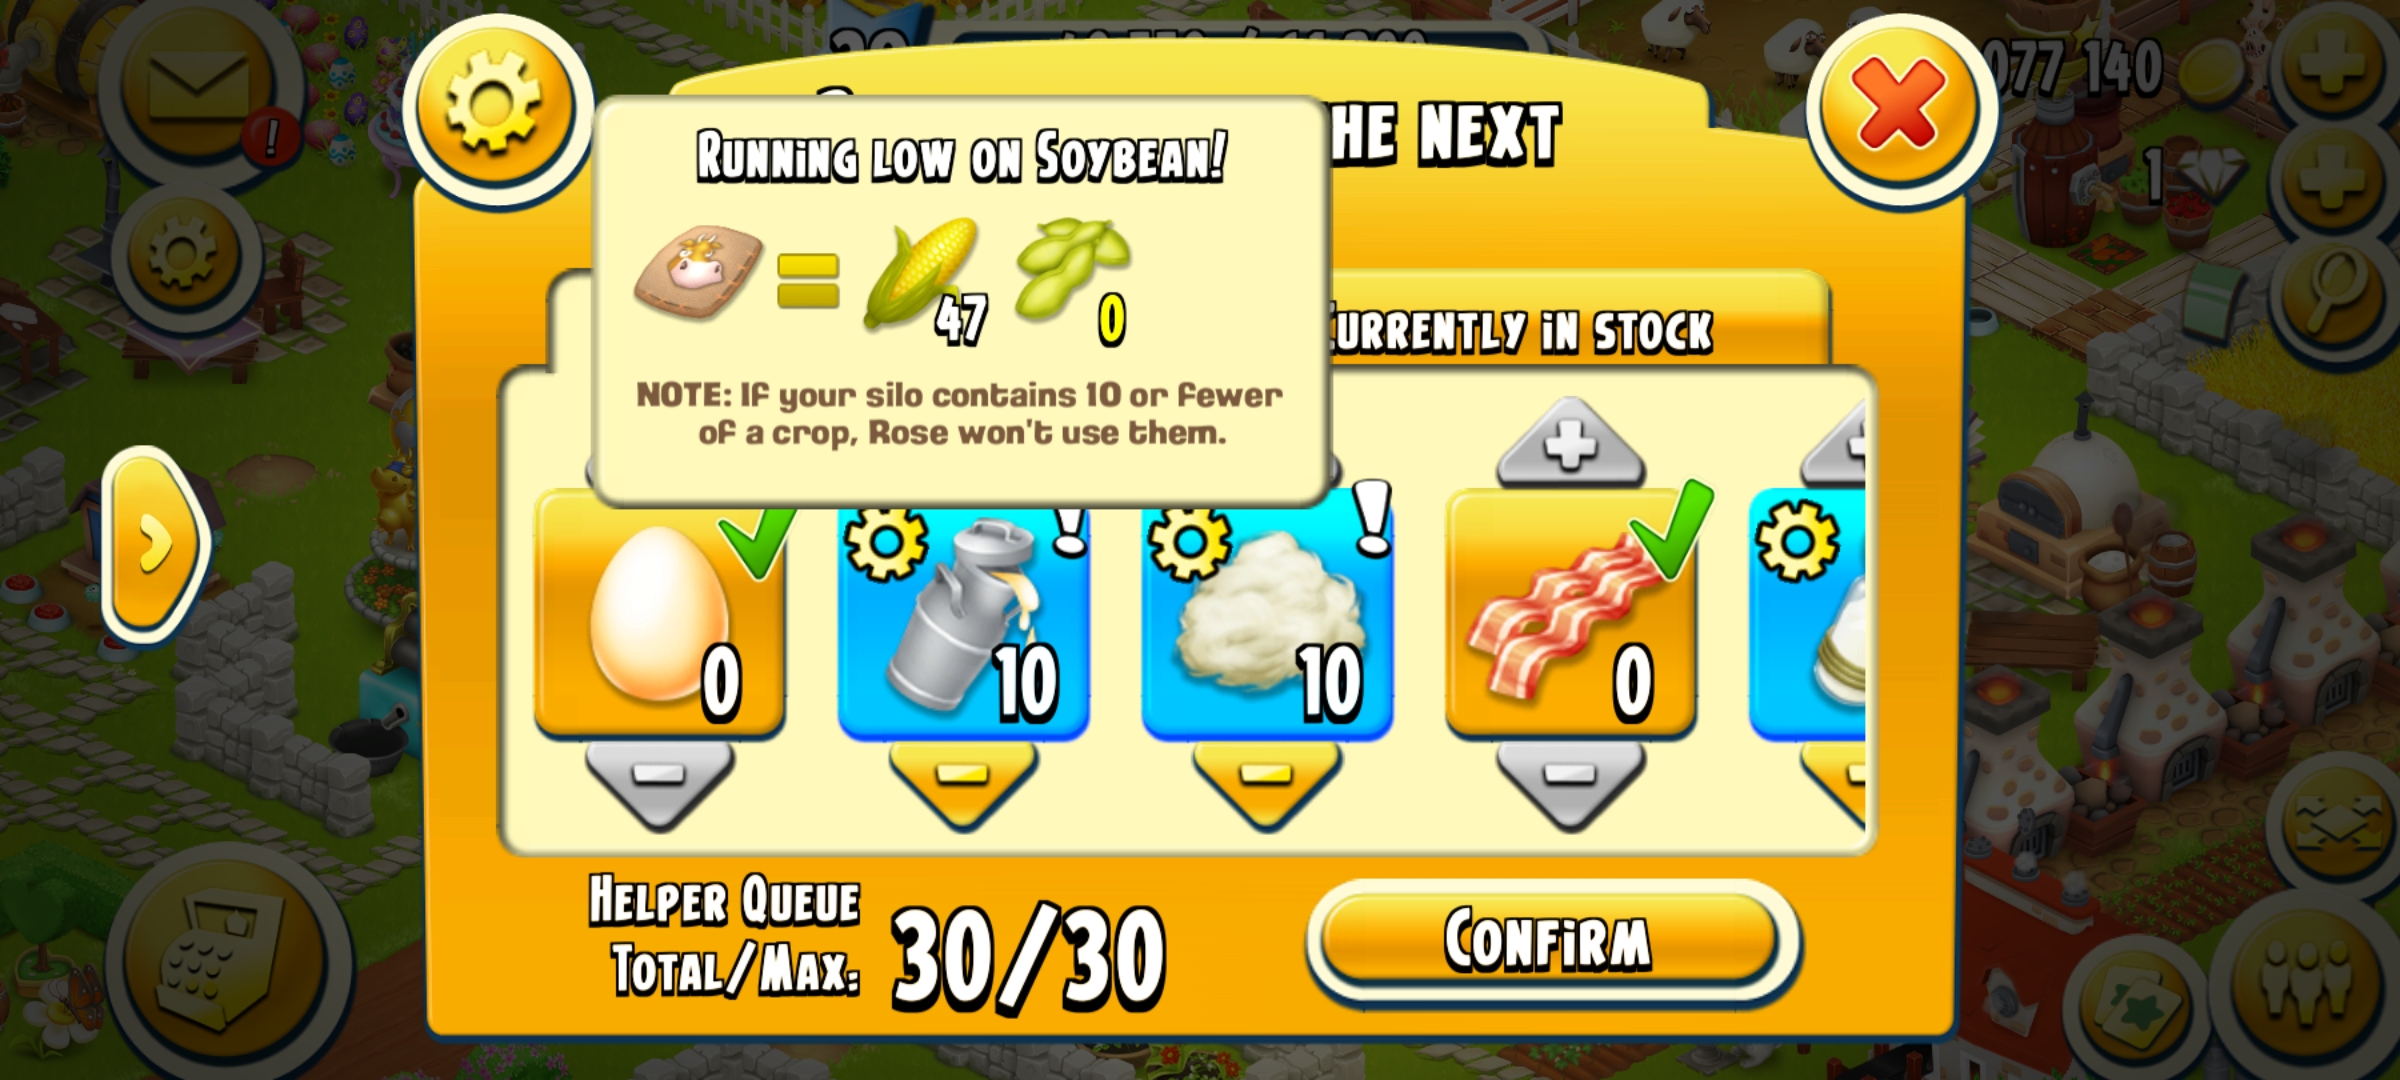 077 140
1
!
HE NEXT
RUNNING LOW ON SOYBEAN!
47
0
NOTE: If your silo contains 10 or fewer
of a crop, Rose won't use them.
CURRENTLY IN STOCK
0
10
10
0
HELPER QUEUE
TOTAL/MAX:
30/30
CONFIRM